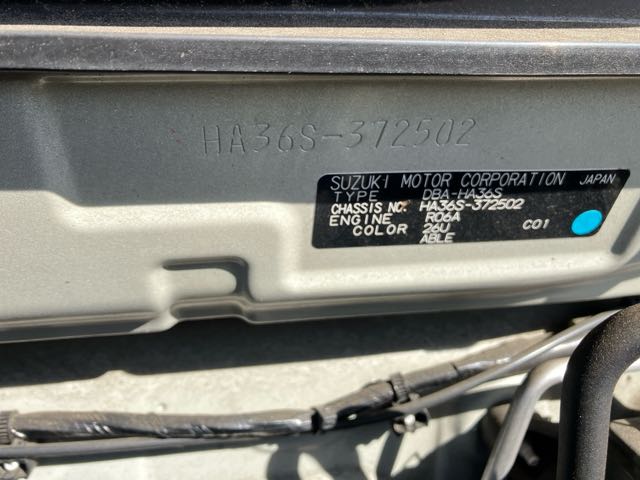 HA36S-372502
SUZUKI MOTOR CORPORATION JAPAN
TYPE DBA-HA36S
CHASSIS NO. HA36S-372502
ENGINE R06A
COLOR 26U C01
ABLE